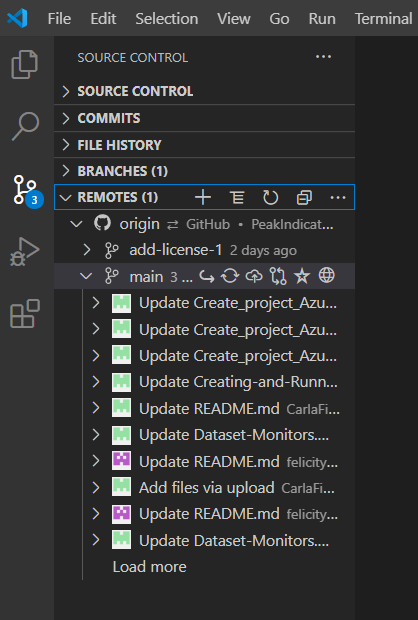 File Edit Selection View Go Run Terminal
SOURCE CONTROL ...
SOURCE CONTROL
COMMITS
FILE HISTORY
BRANCHES (1)
REMOTES (1) ...
origin ⇄ GitHub • PeakIndicat...
add-license-1 2 days ago
3 main 3 ...
Update Create_project_Azu...
Update Create_project_Azu...
Update Create_project_Azu...
Update Creating-and-Runn...
Update README.md CarlaFi...
Update Dataset-Monitors....
Update README.md felicity...
Add files via upload CarlaFi...
Update README.md felicity...
Update Dataset-Monitors....
Load more